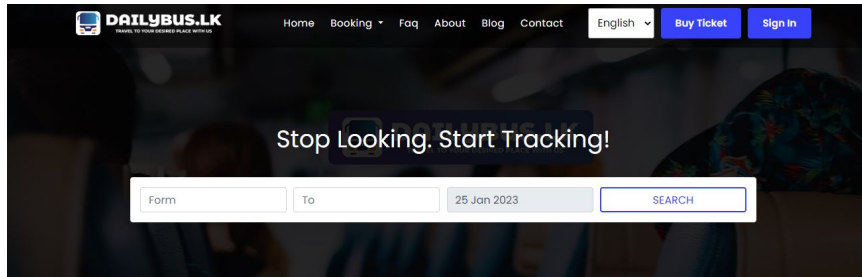 DAILYBUS.LK
TRAVEL TO YOUR DESIRED PLACE WITH US
Home Booking Faq About Blog Contact English Buy Ticket Sign In
DAILYBUS.LK
Stop Looking. Start Tracking!
Form To 25 Jan 2023 SEARCH